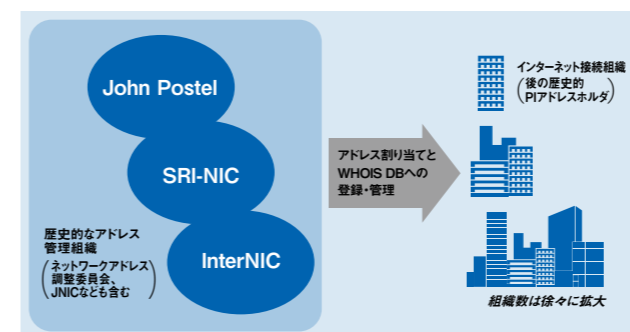 John Postel
SRI-NIC
InterNIC
歴史的なアドレス
管理組織
(ネットワークアドレス
調整委員会、
JNICなども含む)
アドレス割り当てと
WHOIS DBへの
登録・管理
インターネット接続組織
(後の歴史的
PIアドレスホルダ)
組織数は徐々に拡大